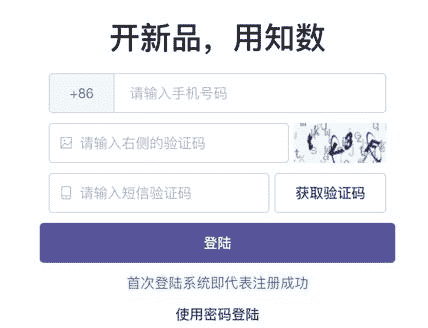 开新品，用知数
+86 请输入手机号码
请输入右侧的验证码
请输入短信验证码 获取验证码
登陆
首次登陆系统即代表注册成功
使用密码登陆